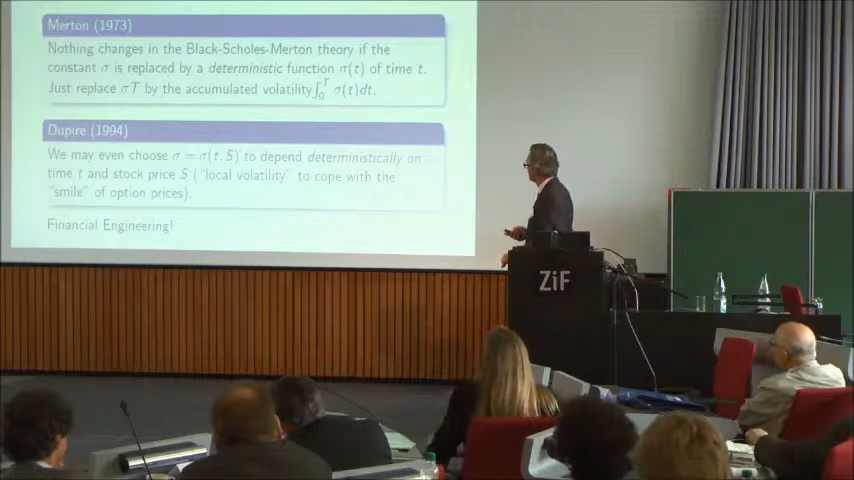 Merton (1973)
Nothing changes in the Black-Scholes-Merton theory if the
constant σ is replaced by a deterministic function σ(t) of time t.
Just replace σT by the accumulated volatility ∫₀ᵀ σ(t)dt.
Dupire (1994)
We may even choose σ = σ(t, S) to depend deterministically on
time t and stock price S ( "local volatility" to cope with the
"smile" of option prices).
Financial Engineering!
ZiF